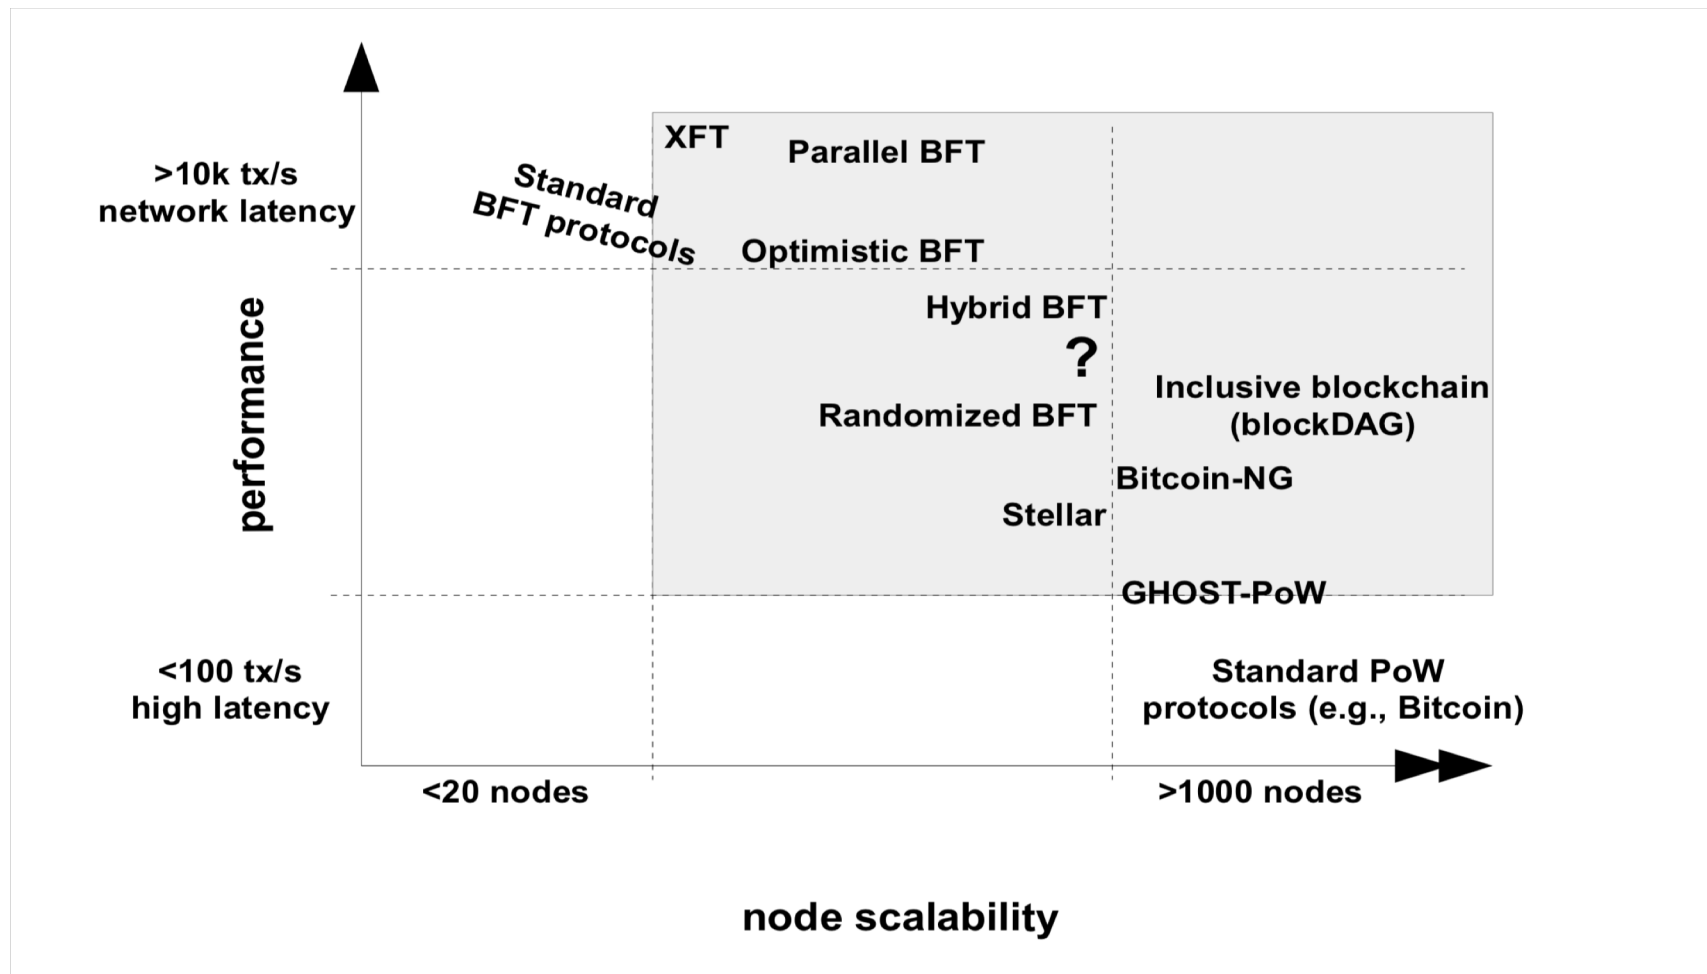 XFT
Parallel BFT
>10k tx/s
network latency
Standard
BFT protocols
Optimistic BFT
Hybrid BFT
?
performance
Inclusive blockchain
(blockDAG)
Randomized BFT
Bitcoin-NG
Stellar
GHOST-PoW
<100 tx/s
high latency
Standard PoW
protocols (e.g., Bitcoin)
<20 nodes
>1000 nodes
node scalability